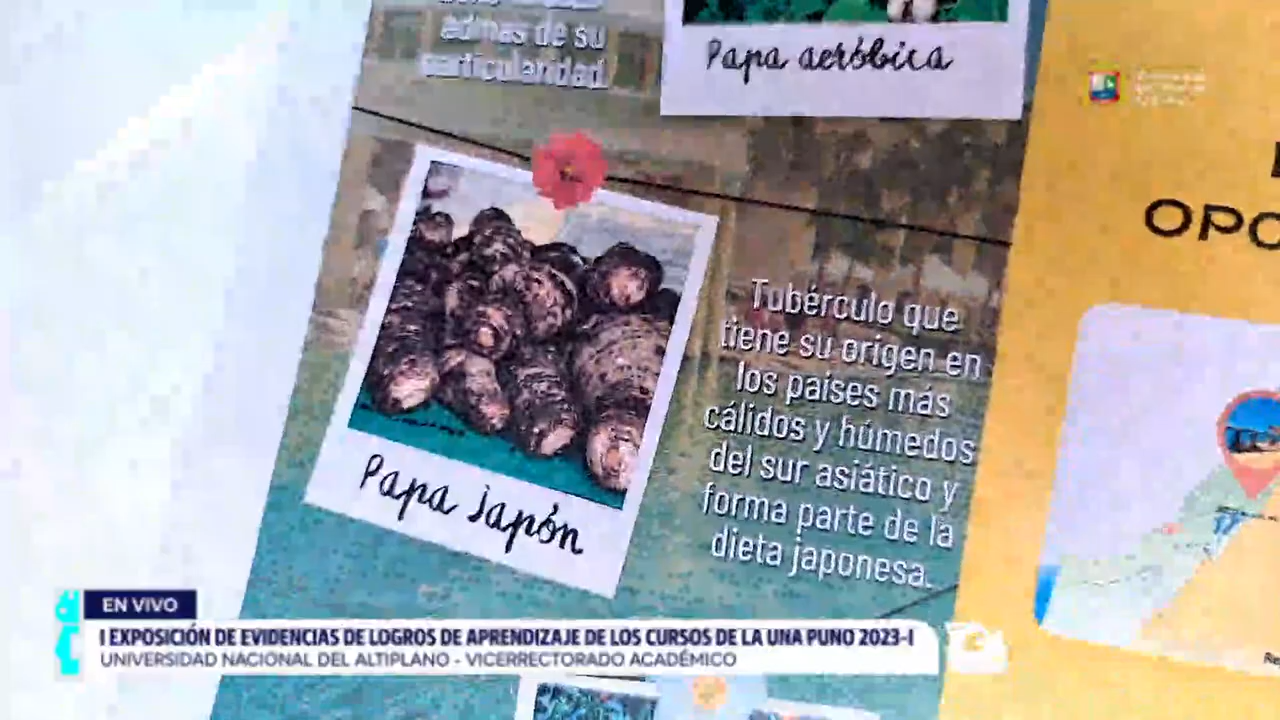 admas de su
particularidad.
Papa aeróbica
OPO
Tubérculo que
tiene su origen en
los países más
cálidos y húmedos
del sur asiático y
forma parte de la
dieta japonesa.
Papa japón
EN VIVO
I EXPOSICIÓN DE EVIDENCIAS DE LOGROS DE APRENDIZAJE DE LOS CURSOS DE LA UNA PUNO 2023-I
UNIVERSIDAD NACIONAL DEL ALTIPLANO - VICERRECTORADO ACADÉMICO